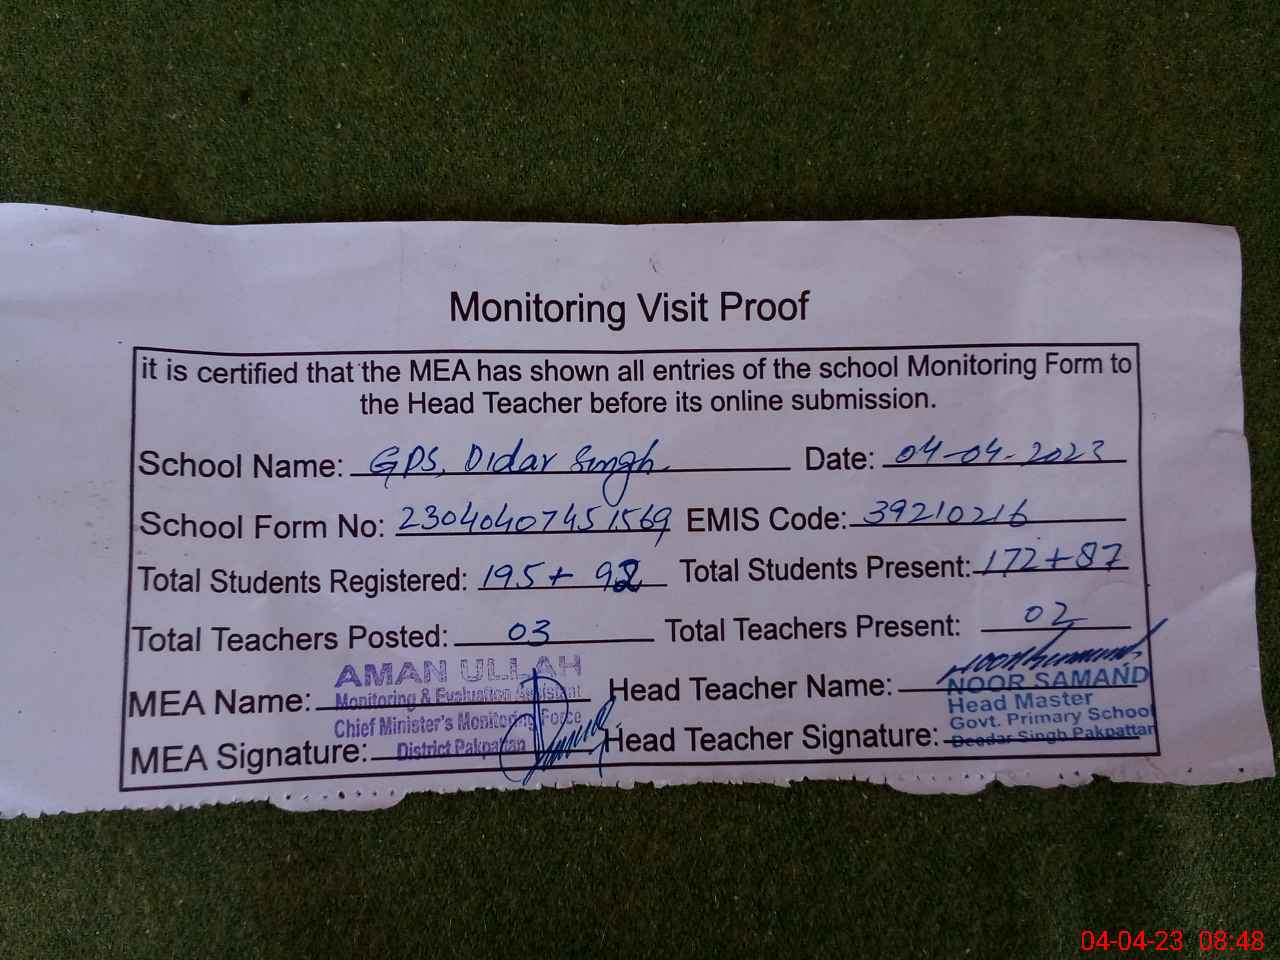 Monitoring Visit Proof
it is certified that the MEA has shown all entries of the school Monitoring Form to
the Head Teacher before its online submission.
School Name: GPS, Didar Singh Date: 04-04-2023
School Form No: 23040407451569 EMIS Code: 39210216
Total Students Registered: 195+ 92 Total Students Present: 172+87
Total Teachers Posted: 03 Total Teachers Present: 02
MEA Name: AMAN ULLAH
Monitoring & Evaluation Assistant
Chief Minister's Monitoring Force
District Pakpattan
MEA Signature:
Head Teacher Name: NOOR SAMAND
Head Master
Govt. Primary School
Deedar Singh Pakpattan
Head Teacher Signature:
04-04-23 08:48